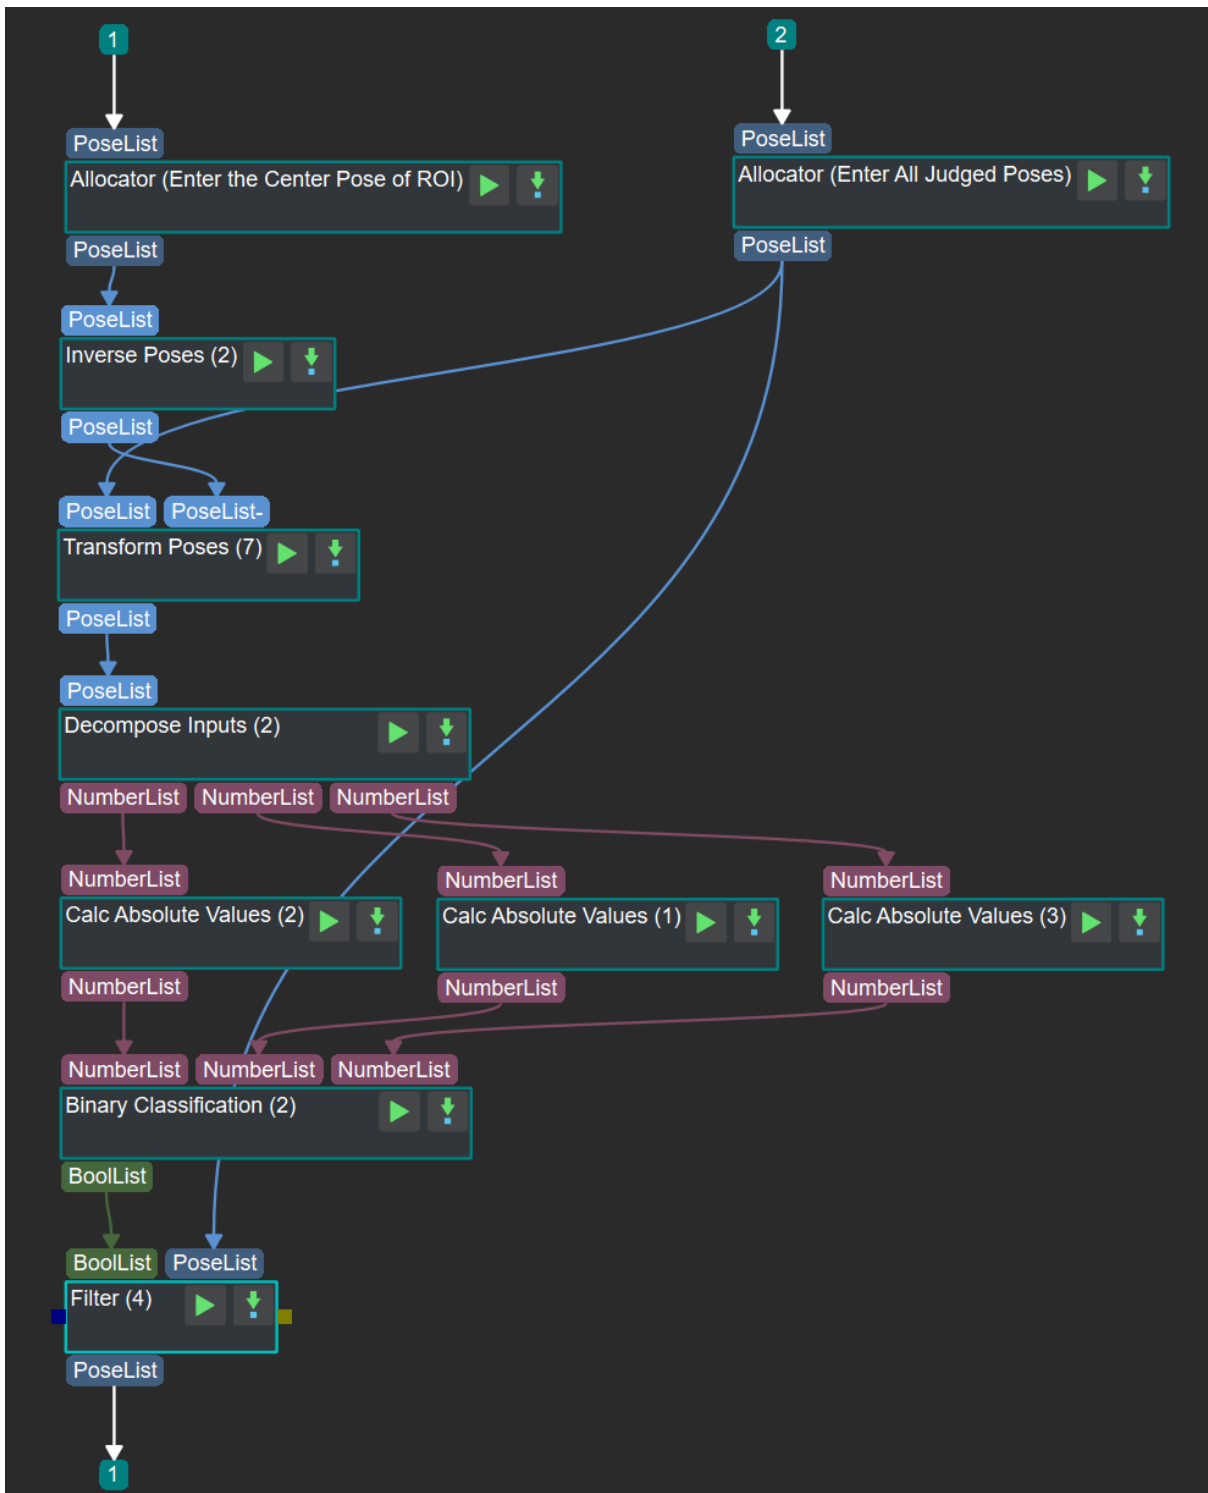 1
2
PoseList
PoseList
Allocator (Enter the Center Pose of ROI)
Allocator (Enter All Judged Poses)
PoseList
PoseList
PoseList
Inverse Poses (2)
PoseList
PoseList PoseList-
Transform Poses (7)
PoseList
PoseList
Decompose Inputs (2)
NumberList NumberList NumberList
NumberList NumberList NumberList
Calc Absolute Values (2)
Calc Absolute Values (1)
Calc Absolute Values (3)
NumberList NumberList NumberList
NumberList NumberList NumberList
Binary Classification (2)
BoolList
BoolList PoseList
Filter (4)
PoseList
1